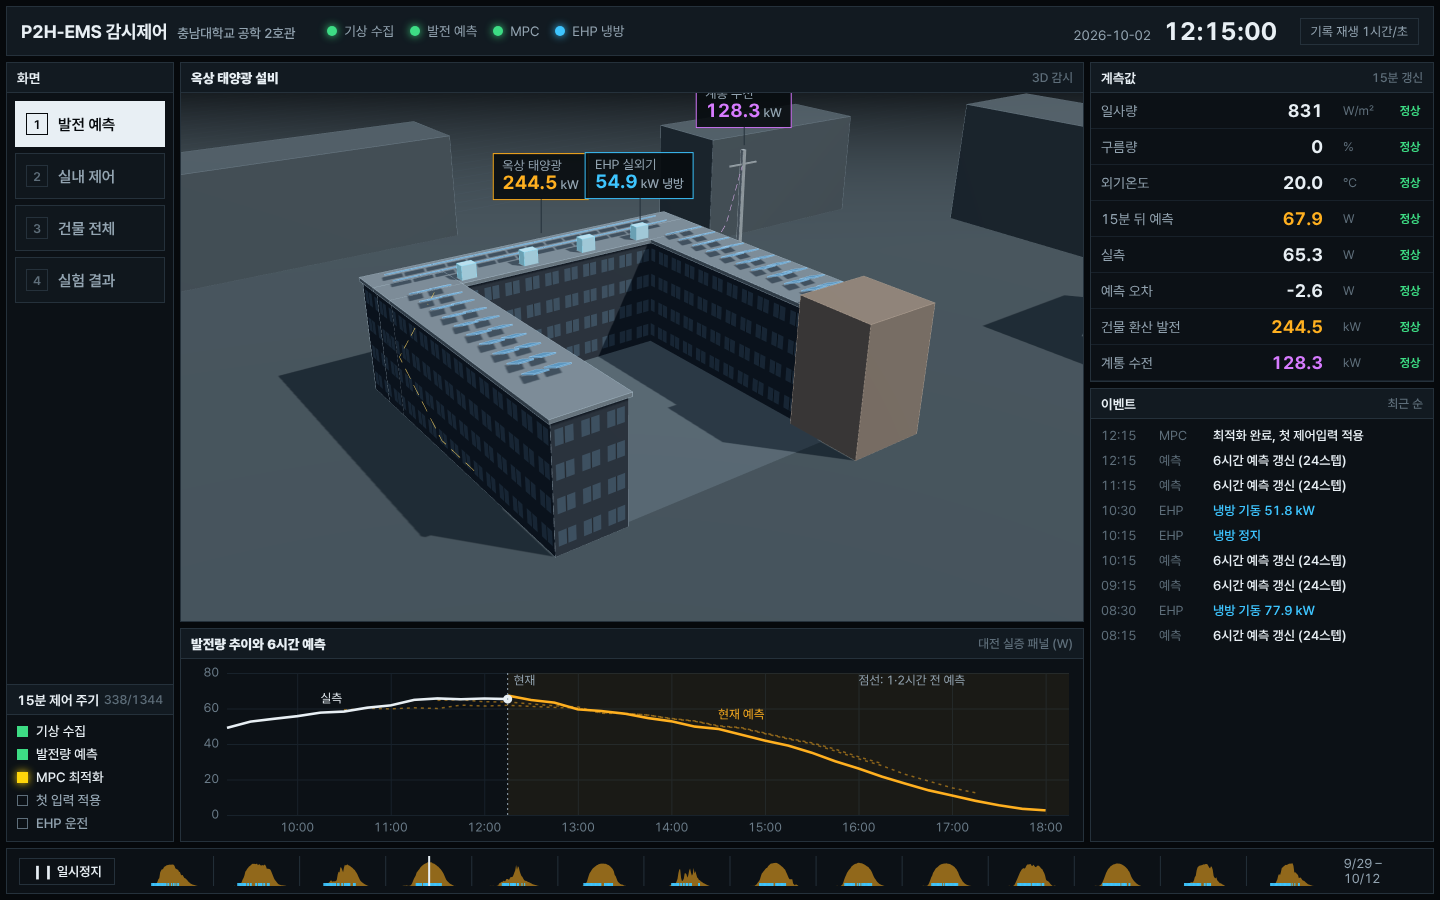 P2H-EMS 감시제어 충남대학교 공학 2호관 기상 수집 발전 예측 MPC EHP 냉방 2026-10-02 12:15:00 기록 재생 1시간/초
화면
1 발전 예측
2 실내 제어
3 건물 전체
4 실험 결과
15분 제어 주기 338/1344
기상 수집
발전량 예측
MPC 최적화
첫 입력 적용
EHP 운전
옥상 태양광 설비 3D 감시
계통 수전
128.3 kW
옥상 태양광
244.5 kW
EHP 실외기
54.9 kW 냉방
발전량 추이와 6시간 예측 대전 실증 패널 (W)
80
60
40
20
0
실측
현재
점선: 1·2시간 전 예측
현재 예측
10:00 11:00 12:00 13:00 14:00 15:00 16:00 17:00 18:00
계측값 15분 갱신
일사량 831 W/m² 정상
구름량 0 % 정상
외기온도 20.0 °C 정상
15분 뒤 예측 67.9 W 정상
실측 65.3 W 정상
예측 오차 -2.6 W 정상
건물 환산 발전 244.5 kW 정상
계통 수전 128.3 kW 정상
이벤트 최근 순
12:15 MPC 최적화 완료, 첫 제어입력 적용
12:15 예측 6시간 예측 갱신 (24스텝)
11:15 예측 6시간 예측 갱신 (24스텝)
10:30 EHP 냉방 기동 51.8 kW
10:15 EHP 냉방 정지
10:15 예측 6시간 예측 갱신 (24스텝)
09:15 예측 6시간 예측 갱신 (24스텝)
08:30 EHP 냉방 기동 77.9 kW
08:15 예측 6시간 예측 갱신 (24스텝)
❙❙ 일시정지
9/29 –
10/12